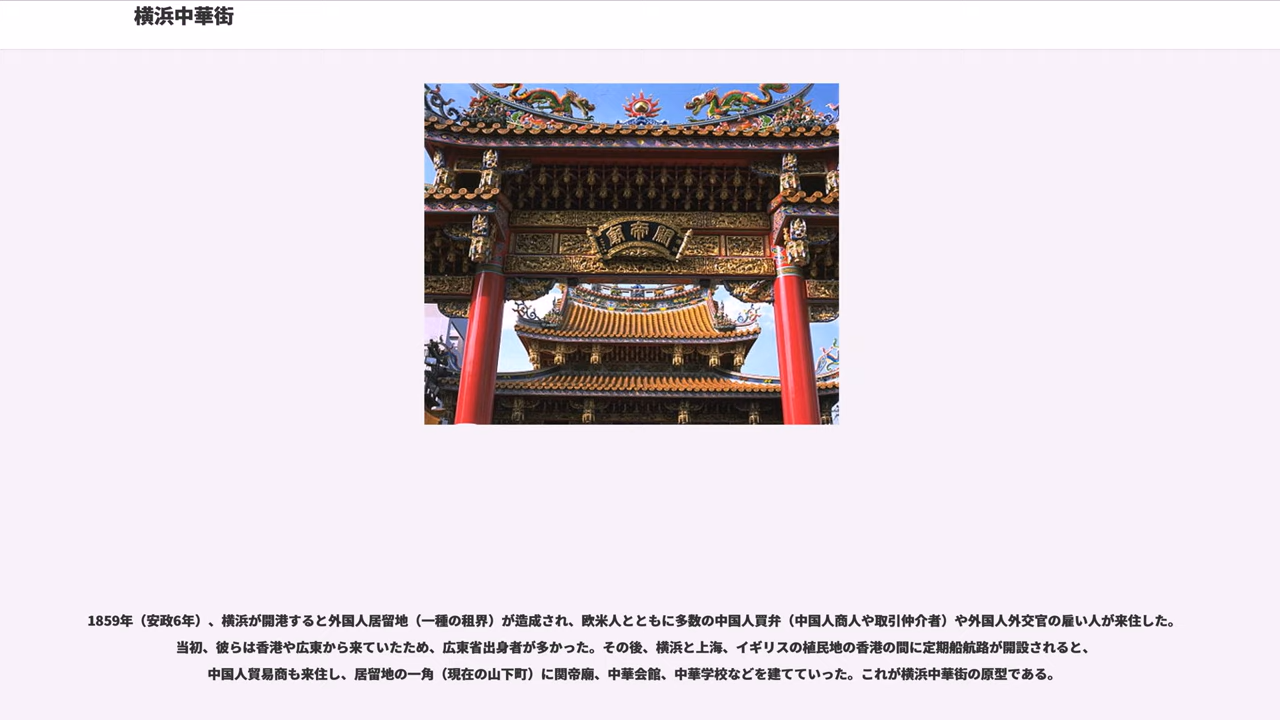 横浜中華街
關帝廟
1859年（安政6年）、横浜が開港すると外国人居留地（一種の租界）が造成され、欧米人とともに多数の中国人買弁（中国人商人や取引仲介者）や外国人外交官の雇い人が来住した。
当初、彼らは香港や広東から来ていたため、広東省出身者が多かった。その後、横浜と上海、イギリスの植民地の香港の間に定期船航路が開設されると、
中国人貿易商も来住し、居留地の一角（現在の山下町）に関帝廟、中華会館、中華学校などを建てていった。これが横浜中華街の原型である。